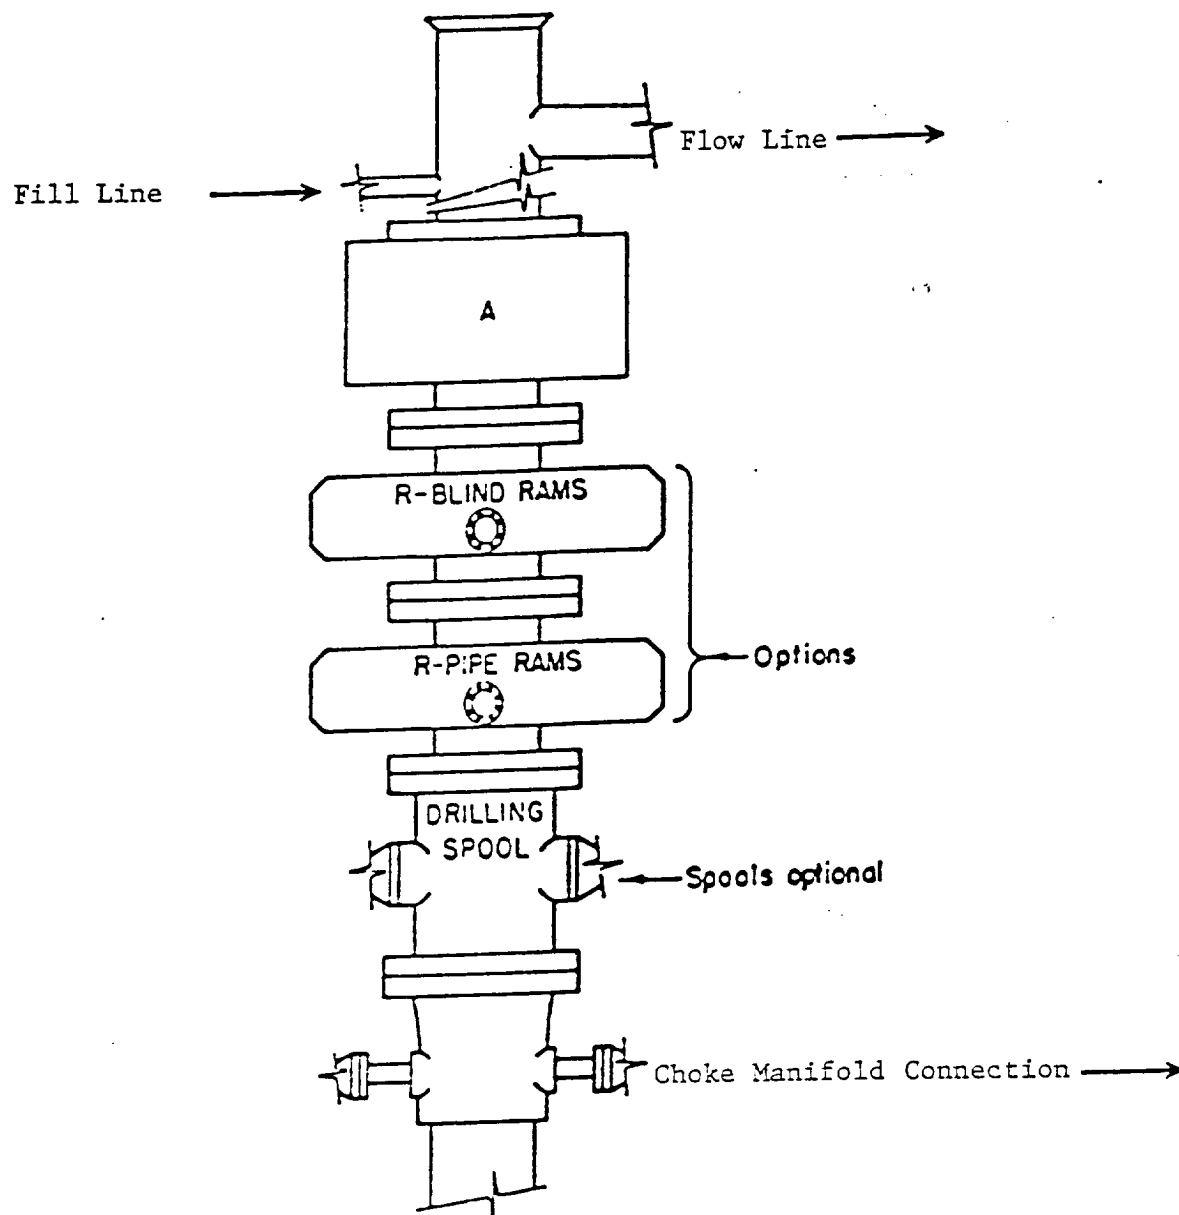 Flow Line
Fill Line
A
R-BLIND RAMS
R-PIPE RAMS
Options
DRILLING
SPOOL
Spools optional
Choke Manifold Connection